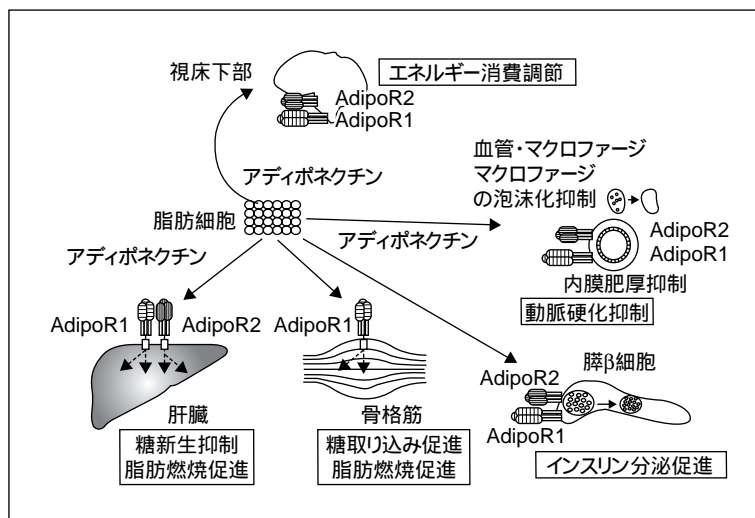 視床下部
エネルギー消費調節
AdipoR2
AdipoR1
アディポネクチン
脂肪細胞
血管・マクロファージ
マクロファージ
の泡沫化抑制
アディポネクチン
AdipoR2
AdipoR1
内膜肥厚抑制
動脈硬化抑制
アディポネクチン
AdipoR1
AdipoR2
肝臓
糖新生抑制
脂肪燃焼促進
AdipoR1
骨格筋
糖取り込み促進
脂肪燃焼促進
膵β細胞
AdipoR2
AdipoR1
インスリン分泌促進